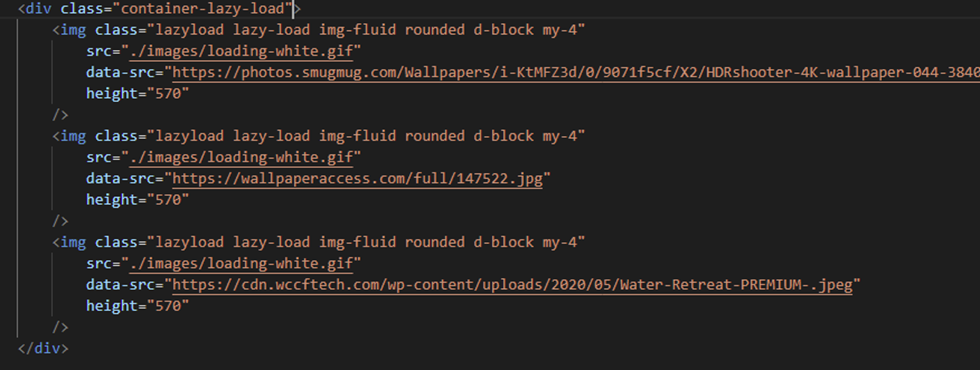 <div class="container-lazy-load">
<img class="lazyload lazy-load img-fluid rounded d-block my-4"
src="./images/loading-white.gif"
data-src="https://photos.smugmug.com/Wallpapers/i-KtMFZ3d/0/9071f5cf/X2/HDRshooter-4K-wallpaper-044-3840
height="570"
/>
<img class="lazyload lazy-load img-fluid rounded d-block my-4"
src="./images/loading-white.gif"
data-src="https://wallpaperaccess.com/full/147522.jpg"
height="570"
/>
<img class="lazyload lazy-load img-fluid rounded d-block my-4"
src="./images/loading-white.gif"
data-src="https://cdn.wccftech.com/wp-content/uploads/2020/05/Water-Retreat-PREMIUM-.jpeg"
height="570"
/>
</div>